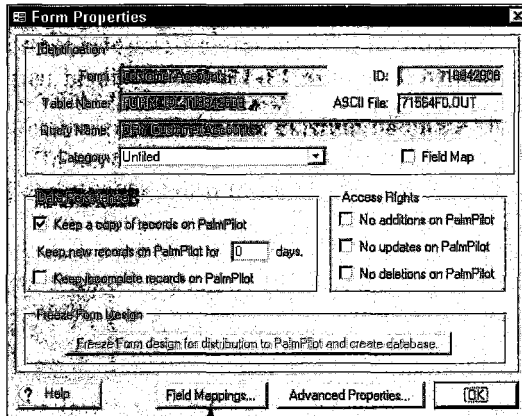 Form Properties
Identification
Form:
ID:
Table Name:
ASCII File: 71564F0.OUT
Query Name:
Category: Unfiled
Field Map
Access Rights
Keep a copy of records on PalmPilot
No additions on PalmPilot
Keep new records on PalmPilot for 0 days.
No updates on PalmPilot
Keep incomplete records on PalmPilot
No deletions on PalmPilot
Freeze Form Design
Freeze Form design for distribution to PalmPilot and create database.
? Help
Field Mappings...
Advanced Properties...
OK